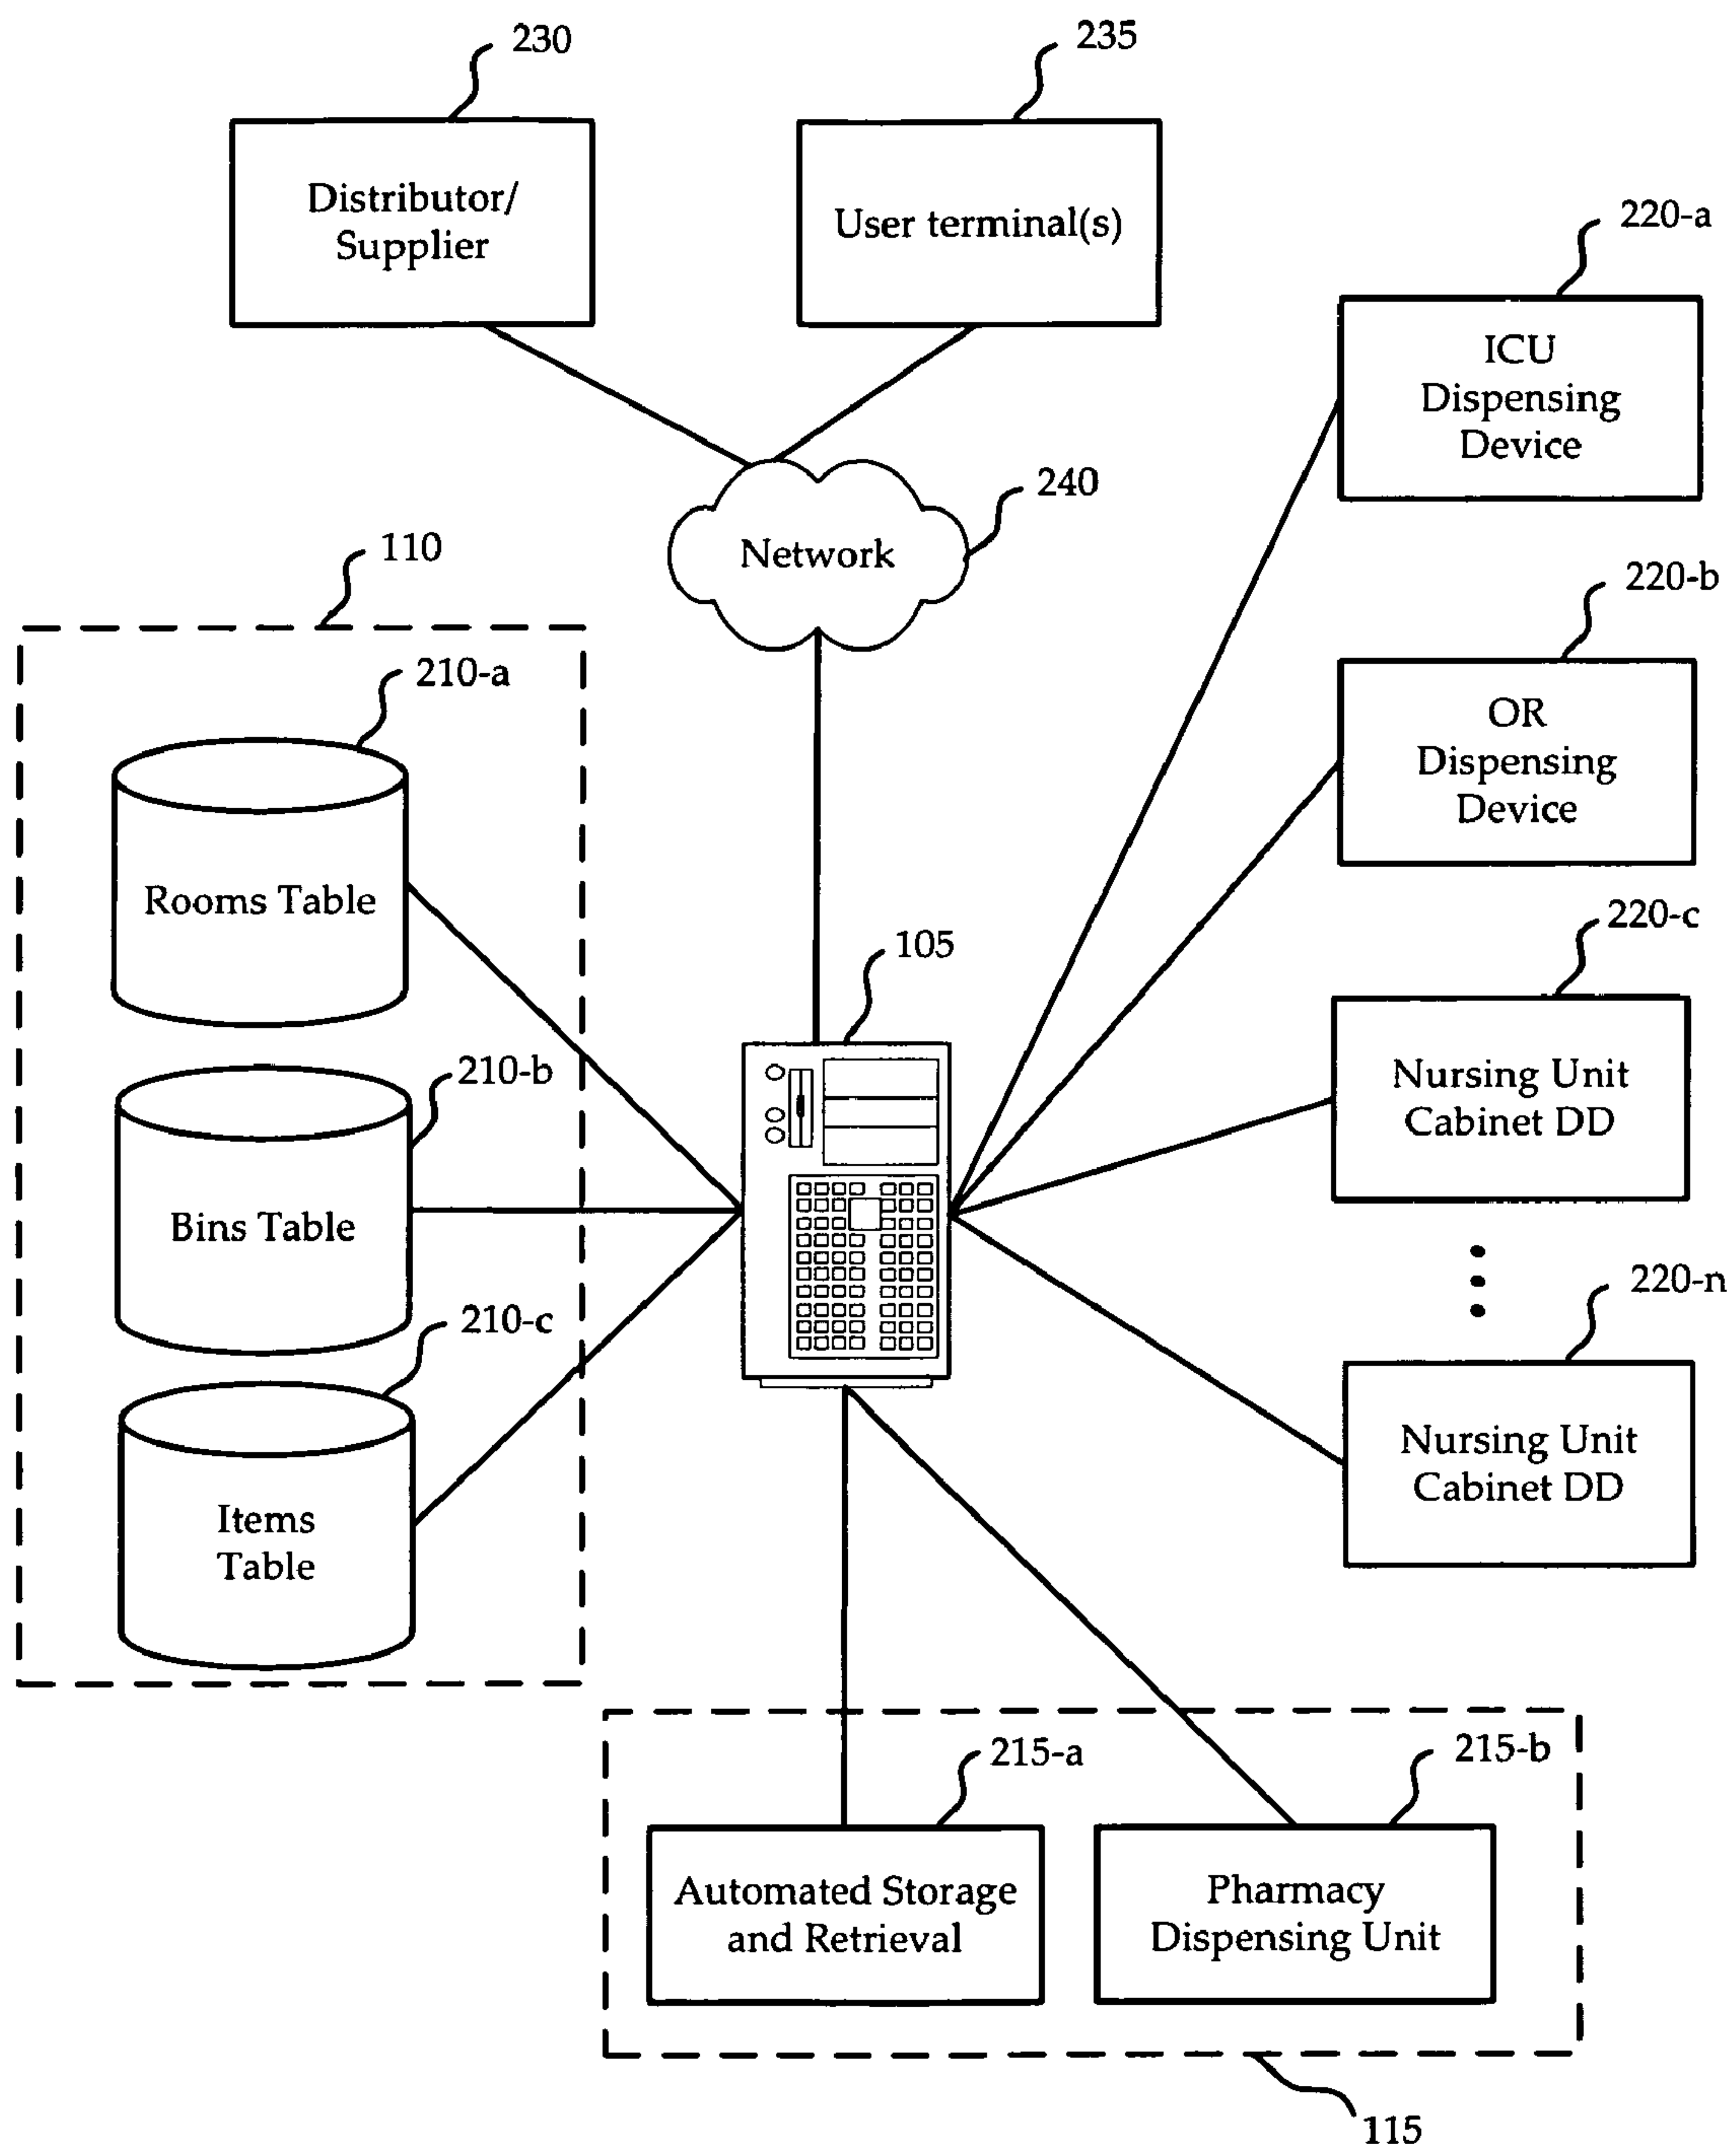 230
235
Distributor/
Supplier
User terminal(s)
220-a
ICU
Dispensing
Device
240
Network
110
220-b
210-a
OR
Dispensing
Device
Rooms Table
220-c
105
210-b
Nursing Unit
Cabinet DD
Bins Table
220-n
210-c
Nursing Unit
Cabinet DD
Items
Table
215-a
215-b
Automated Storage
and Retrieval
Pharmacy
Dispensing Unit
115